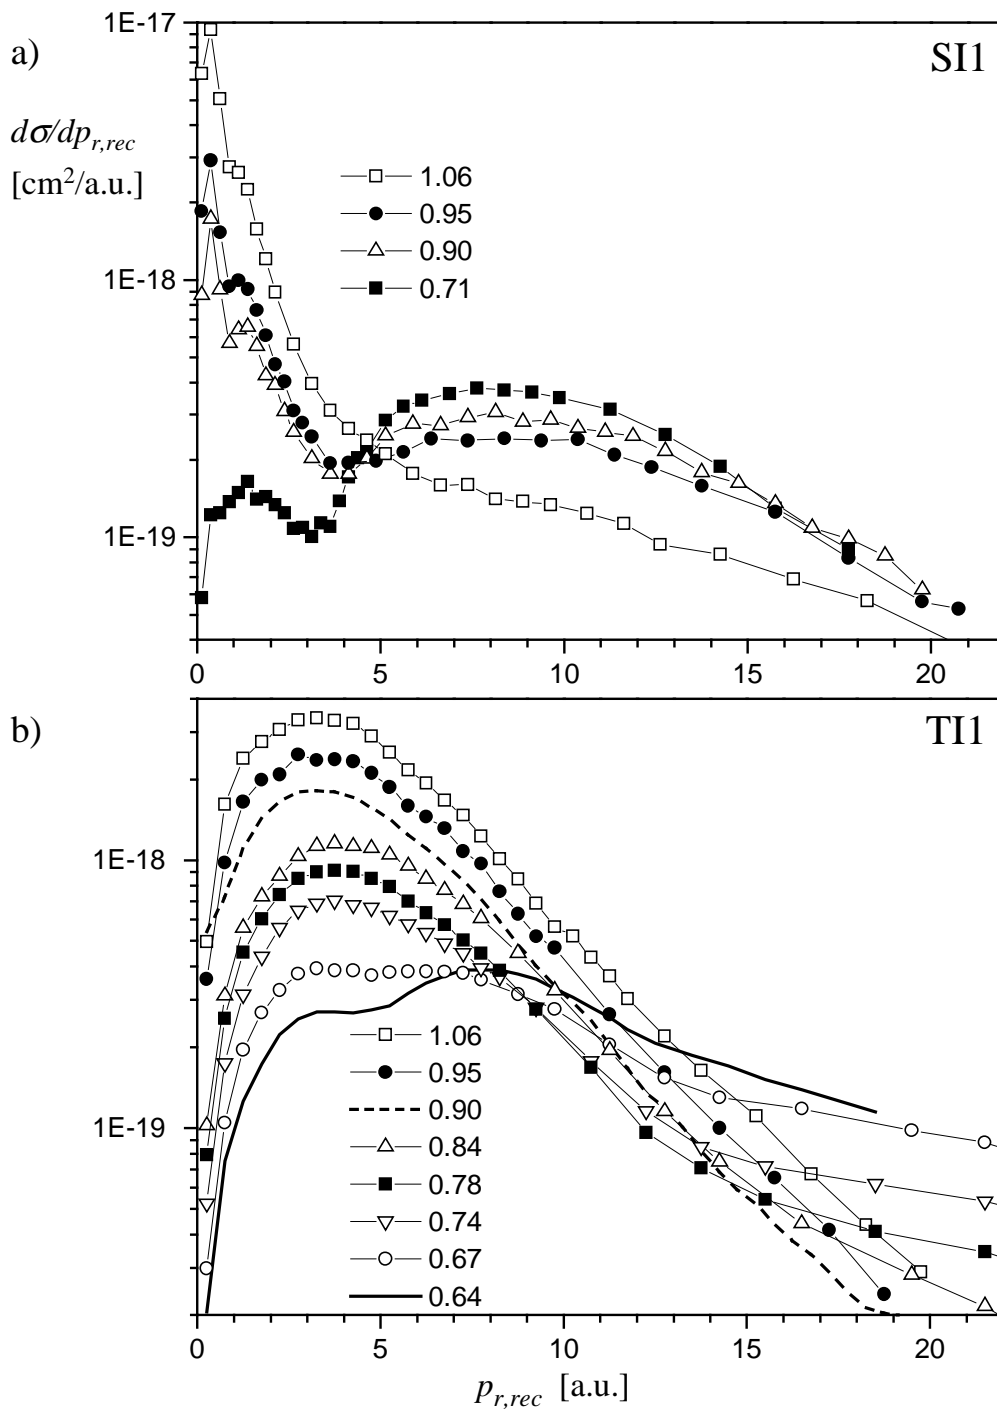 1E-17
a)
SI1
dσ/dp_{r,rec}
[cm²/a.u.]
1.06
0.95
0.90
0.71
1E-18
1E-19
0 5 10 15 20
b)
TI1
1E-18
1.06
0.95
0.90
0.84
0.78
0.74
0.67
0.64
1E-19
0 5 10 15 20
p_{r,rec} [a.u.]